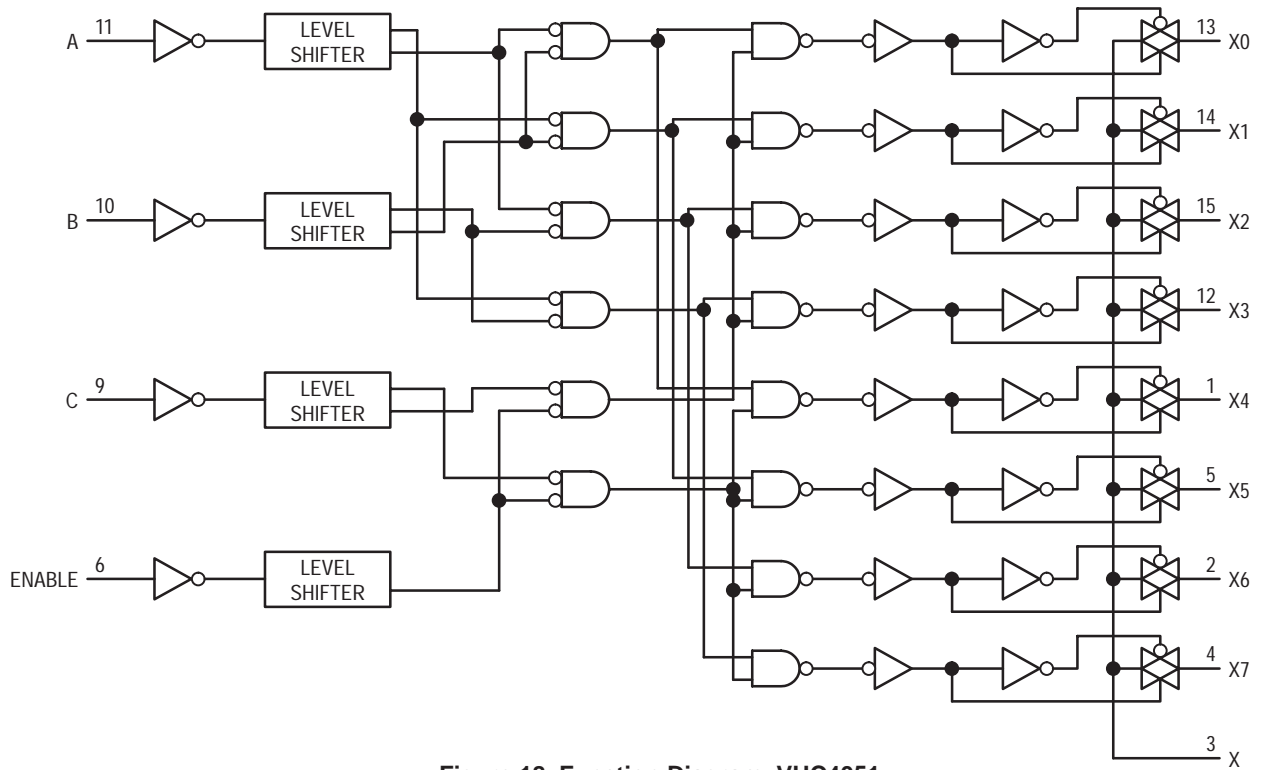 11
A
LEVEL
SHIFTER
13
X0
14
X1
10
B
LEVEL
SHIFTER
15
X2
12
X3
9
C
LEVEL
SHIFTER
1
X4
5
X5
6
ENABLE
LEVEL
SHIFTER
2
X6
4
X7
3
X